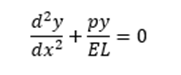 d²y/dx² + py/EL = 0